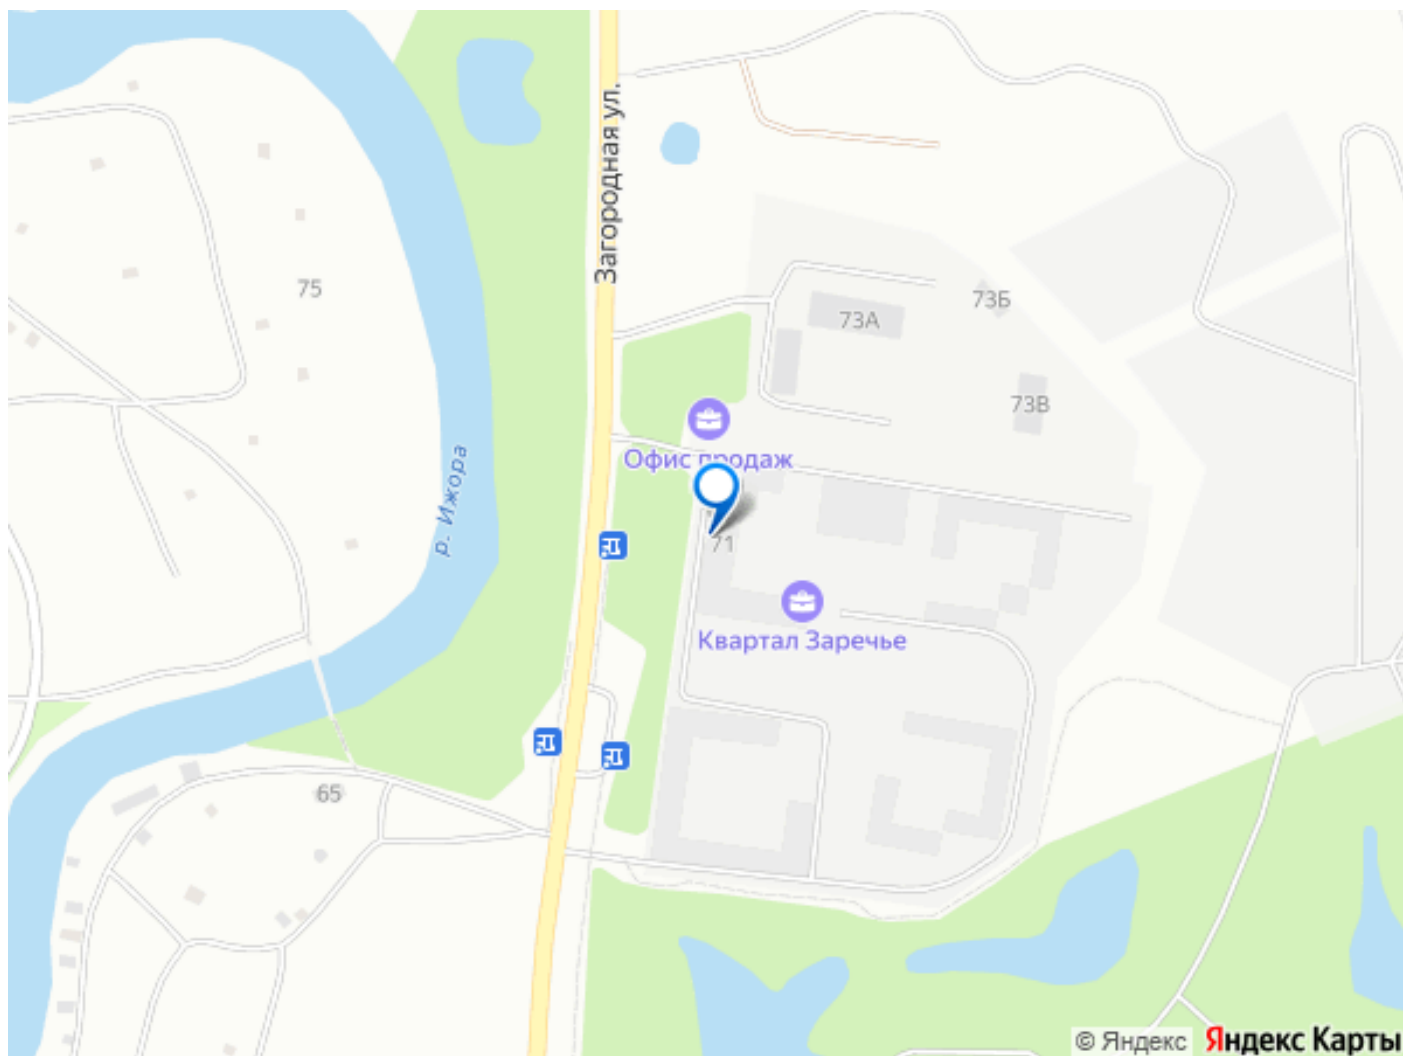 Загородная ул.
75
73Б
73А
73В
Офис продаж
р. Ижора
71
Квартал Заречье
65
© Яндекс Яндекс Карты